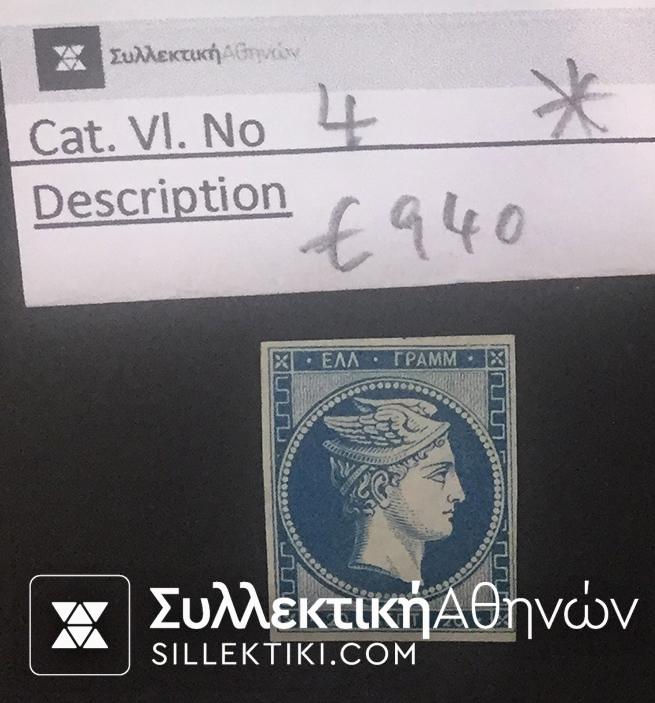 ΣυλλεκτικήΑθηνών
Cat. Vl. No 4 *
Description
€940
· ΕΛΛ · ΓΡΑΜΜ ·
ΣυλλεκτικήΑθηνών
SILLEKTIKI.COM